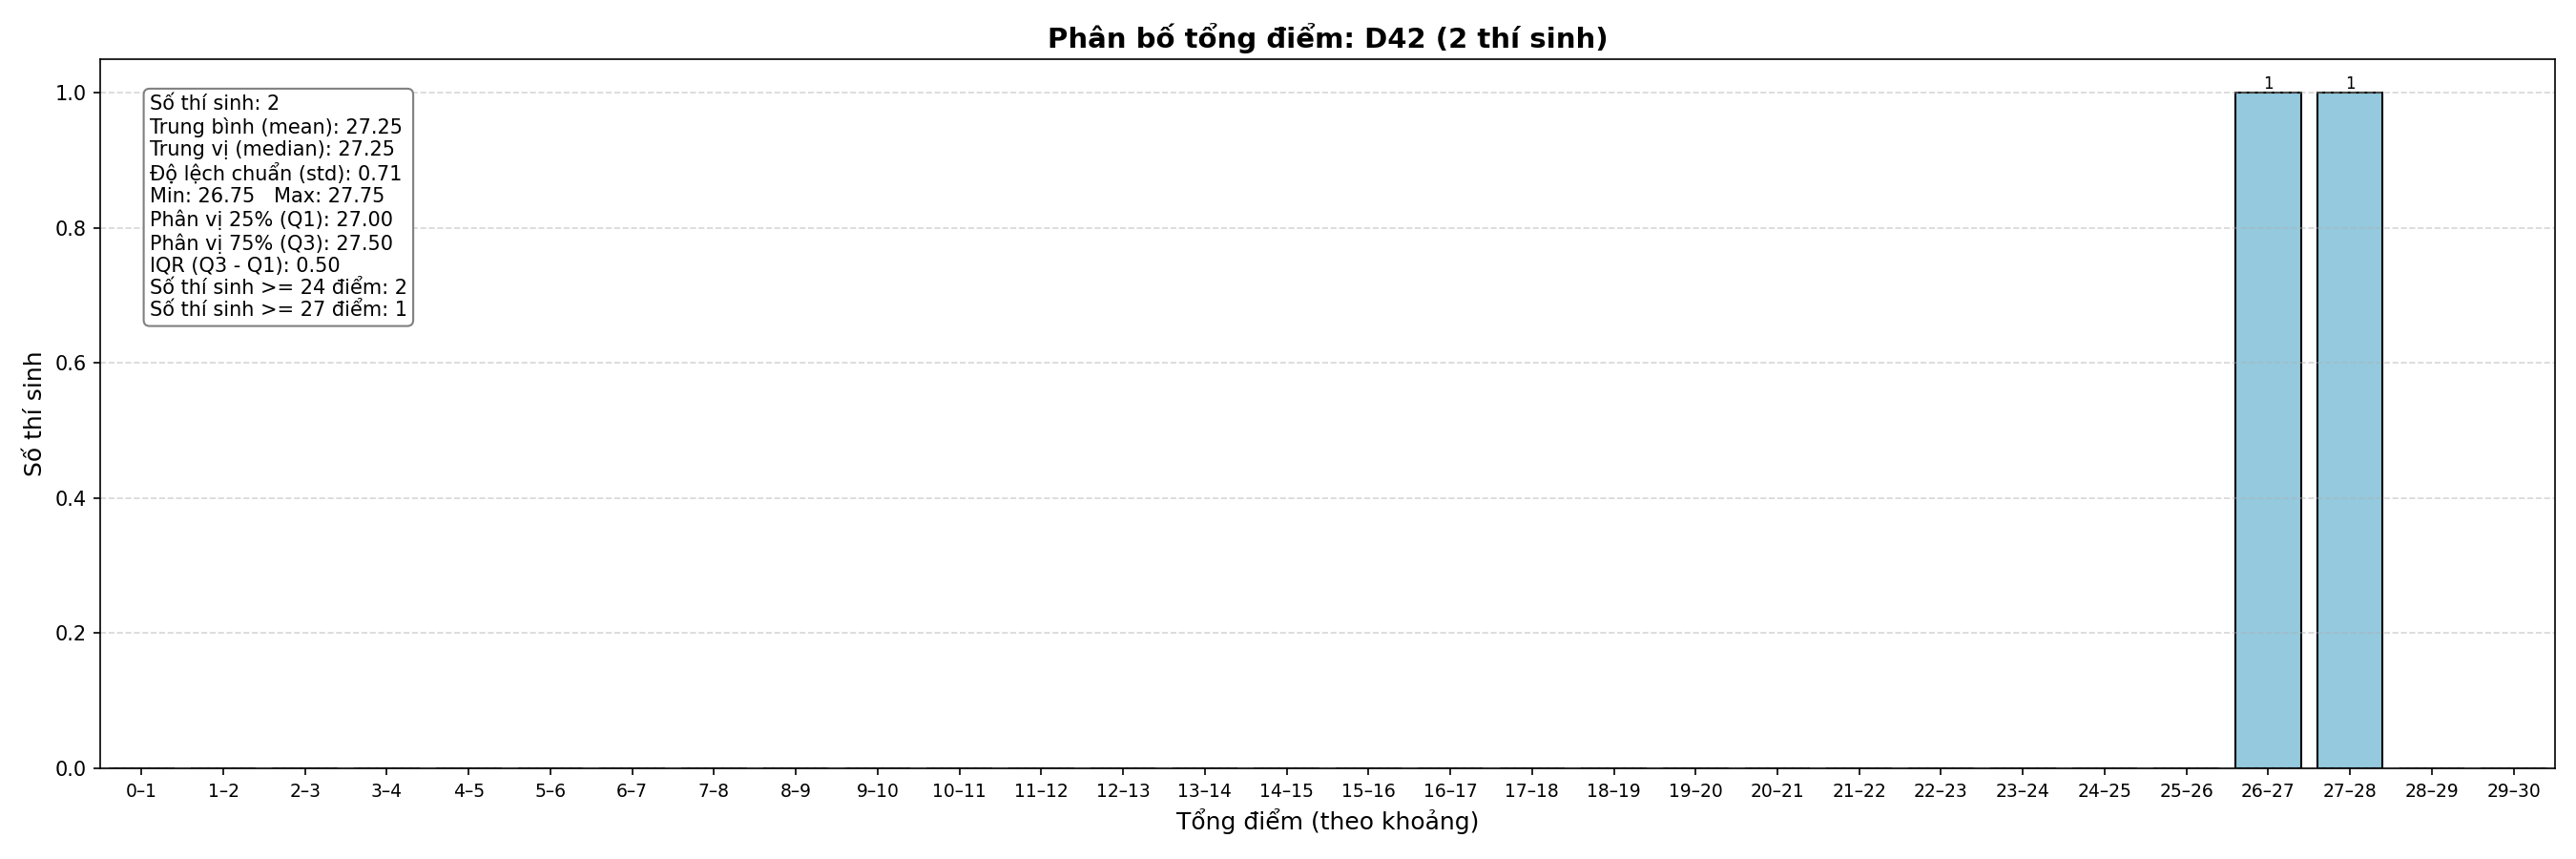 Phân bố tổng điểm: D42 (2 thí sinh)
Số thí sinh: 2
Trung bình (mean): 27.25
Trung vị (median): 27.25
Độ lệch chuẩn (std): 0.71
Min: 26.75   Max: 27.75
Phân vị 25% (Q1): 27.00
Phân vị 75% (Q3): 27.50
IQR (Q3 - Q1): 0.50
Số thí sinh >= 24 điểm: 2
Số thí sinh >= 27 điểm: 1
1 1
1.0
0.8
0.6
0.4
0.2
0.0
Số thí sinh
0–1 1–2 2–3 3–4 4–5 5–6 6–7 7–8 8–9 9–10 10–11 11–12 12–13 13–14 14–15 15–16 16–17 17–18 18–19 19–20 20–21 21–22 22–23 23–24 24–25 25–26 26–27 27–28 28–29 29–30
Tổng điểm (theo khoảng)